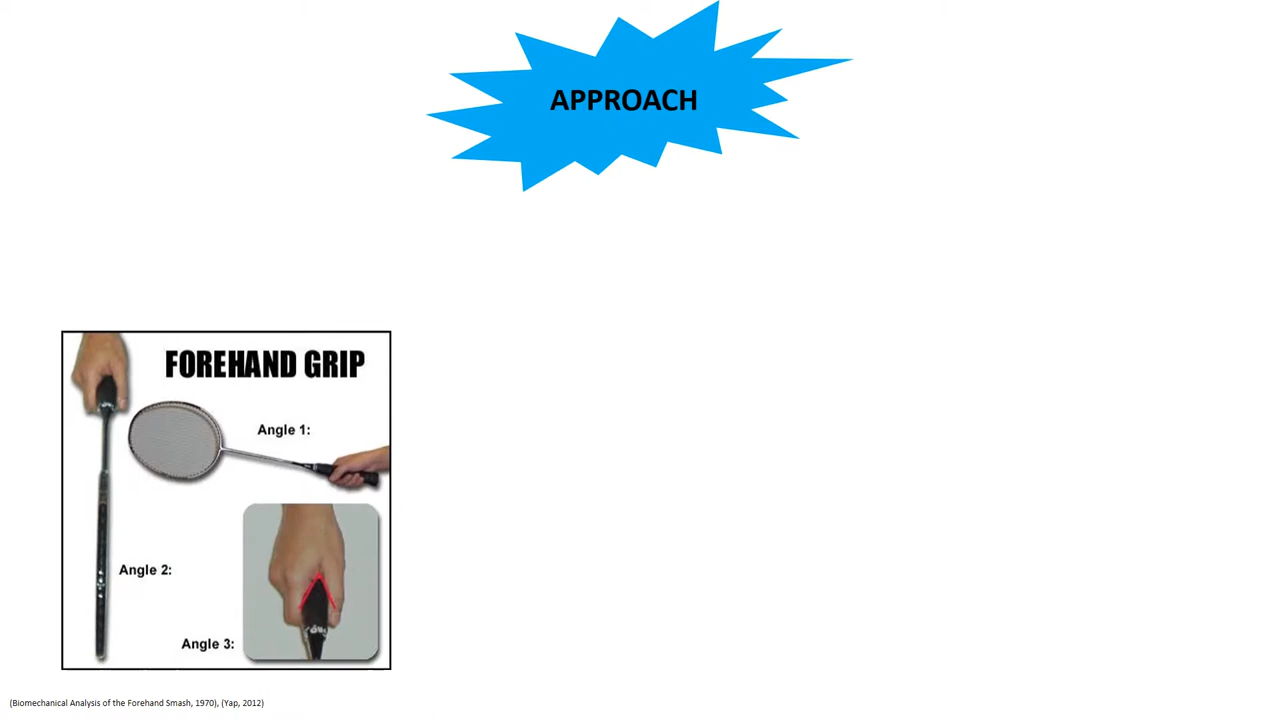 APPROACH
FOREHAND GRIP
Angle 1:
Angle 2:
Angle 3:
(Biomechanical Analysis of the Forehand Smash, 1970), (Yap, 2012)